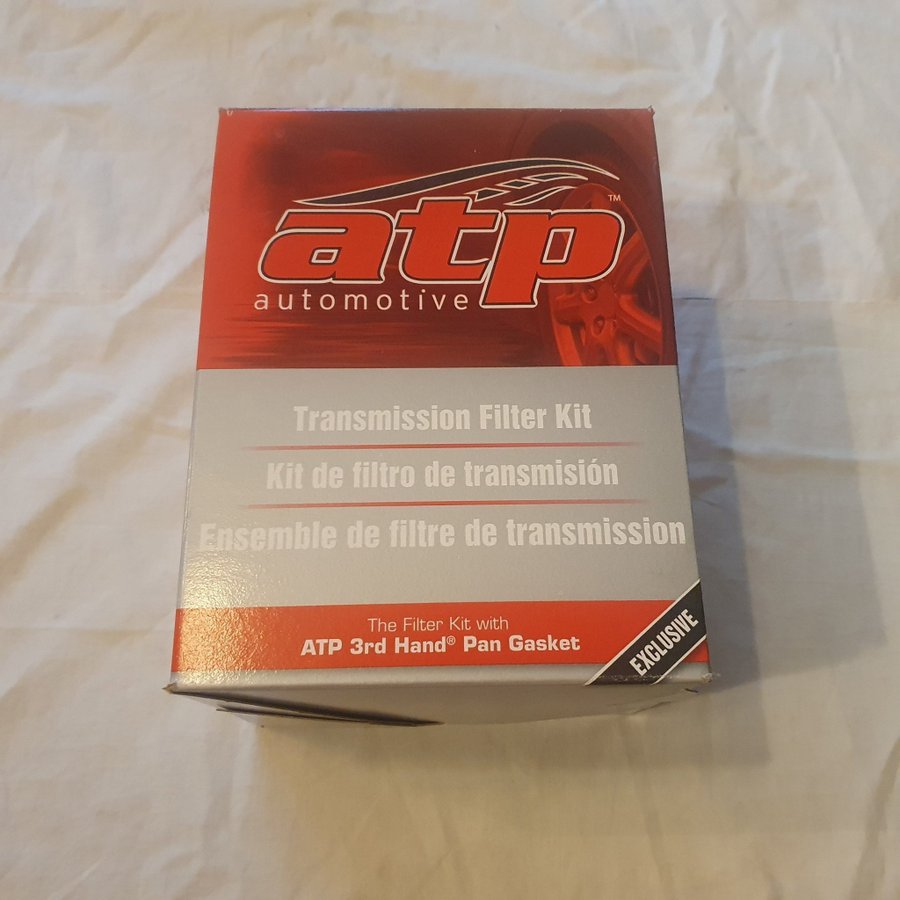 atp™
automotive
Transmission Filter Kit
Kit de filtro de transmisión
Ensemble de filtre de transmission
The Filter Kit with
ATP 3rd Hand® Pan Gasket
EXCLUSIVE